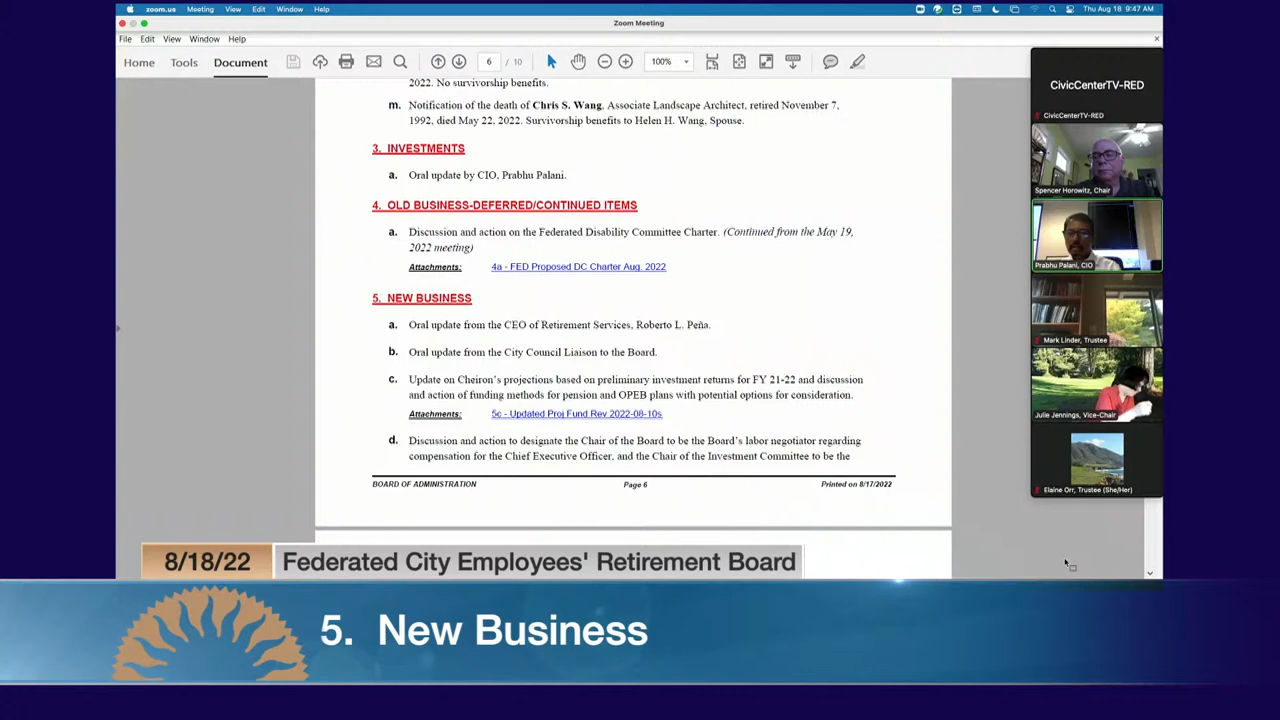 zoom.us Meeting View Edit Window Help Thu Aug 18 9:47 AM
Zoom Meeting
File Edit View Window Help
Home Tools Document 6 / 10 100%
2022. No survivorship benefits.
m. Notification of the death of Chris S. Wang, Associate Landscape Architect, retired November 7,
1992, died May 22, 2022. Survivorship benefits to Helen H. Wang, Spouse.
3. INVESTMENTS
a. Oral update by CIO, Prabhu Palani.
4. OLD BUSINESS-DEFERRED/CONTINUED ITEMS
a. Discussion and action on the Federated Disability Committee Charter. (Continued from the May 19,
2022 meeting)
Attachments: 4a - FED Proposed DC Charter Aug. 2022
5. NEW BUSINESS
a. Oral update from the CEO of Retirement Services, Roberto L. Peña.
b. Oral update from the City Council Liaison to the Board.
c. Update on Cheiron's projections based on preliminary investment returns for FY 21-22 and discussion
and action of funding methods for pension and OPEB plans with potential options for consideration.
Attachments: 5c - Updated Proj Fund Rev 2022-08-10s
d. Discussion and action to designate the Chair of the Board to be the Board's labor negotiator regarding
compensation for the Chief Executive Officer, and the Chair of the Investment Committee to be the
BOARD OF ADMINISTRATION Page 6 Printed on 8/17/2022
CivicCenterTV-RED
CivicCenterTV-RED
Spencer Horowitz, Chair
Prabhu Palani, CIO
Mark Linder, Trustee
Julie Jennings, Vice-Chair
Elaine Orr, Trustee (She/Her)
8/18/22 Federated City Employees' Retirement Board
5. New Business